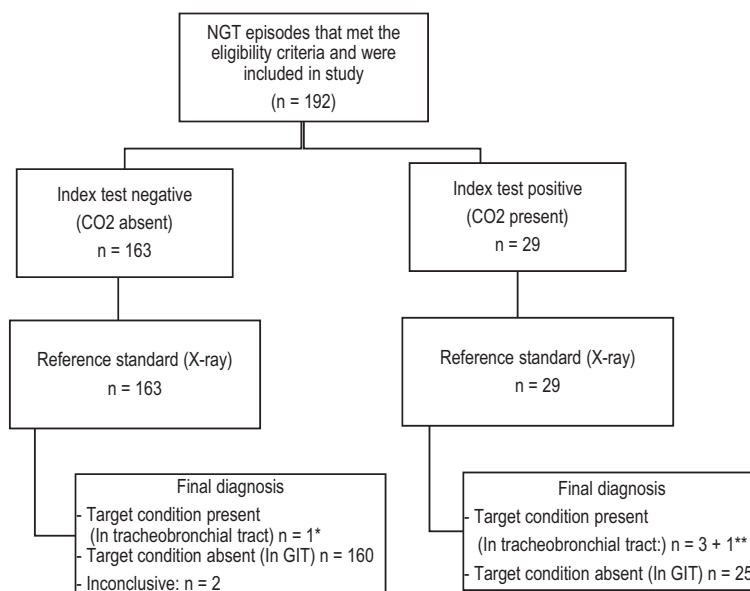 NGT episodes that met the
eligibility criteria and were
included in study
(n = 192)
Index test negative
(CO2 absent)
n = 163
Index test positive
(CO2 present)
n = 29
Reference standard (X-ray)
n = 163
Reference standard (X-ray)
n = 29
Final diagnosis
- Target condition present
(In tracheobronchial tract) n = 1*
- Target condition absent (In GIT) n = 160
- Inconclusive: n = 2
Final diagnosis
- Target condition present
(In tracheobronchial tract:) n = 3 + 1**
- Target condition absent (In GIT) n = 25